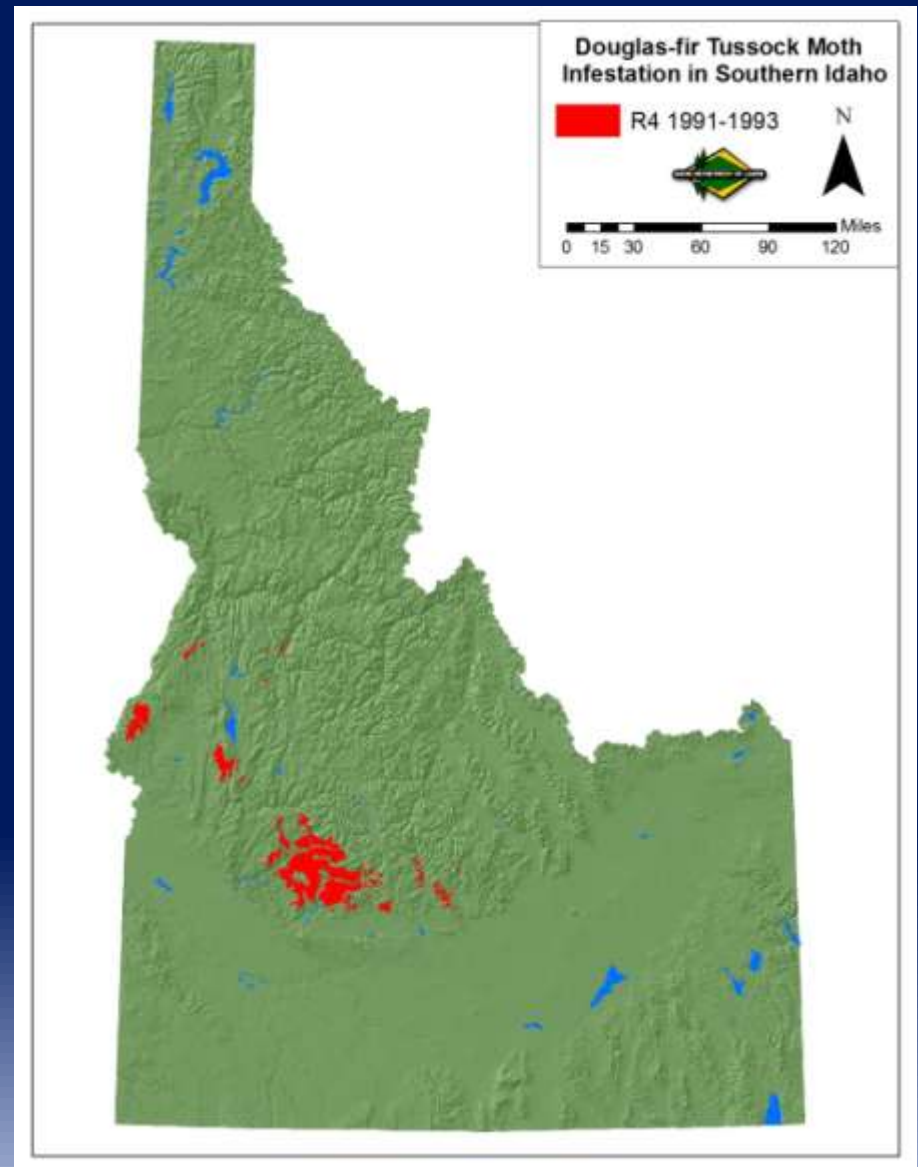 Douglas-fir Tussock Moth
Infestation in Southern Idaho
R4 1991-1993
N
Miles
0 15 30 60 90 120